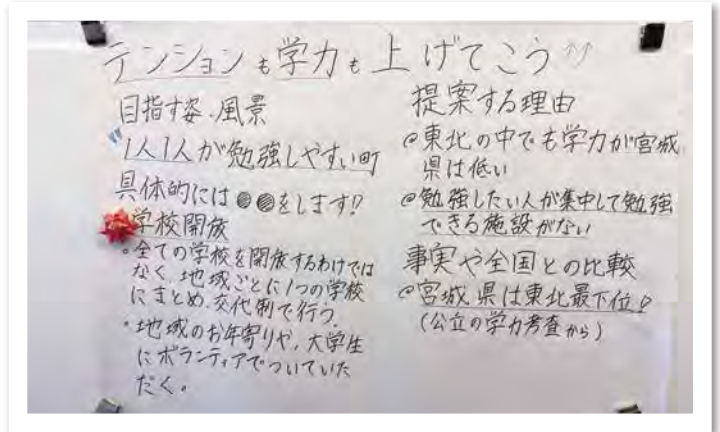 テンションも学力も上げてこう⤴⤴
目指す姿・風景
"1人1人が勉強しやすい町
具体的には●●をします!?
学校開放
・全ての学校を開放するわけでは
なく、地域ごとに1つの学校
にまとめ、交代制で行う。
・地域のお年寄りや、大学生
にボランティアでついていた
だく。
提案する理由
@東北の中でも学力が宮城
県は低い
@勉強したい人が集中して勉強
できる施設がない
事実や全国との比較
@宮城県は東北最下位!!
(公立の学力考査から)